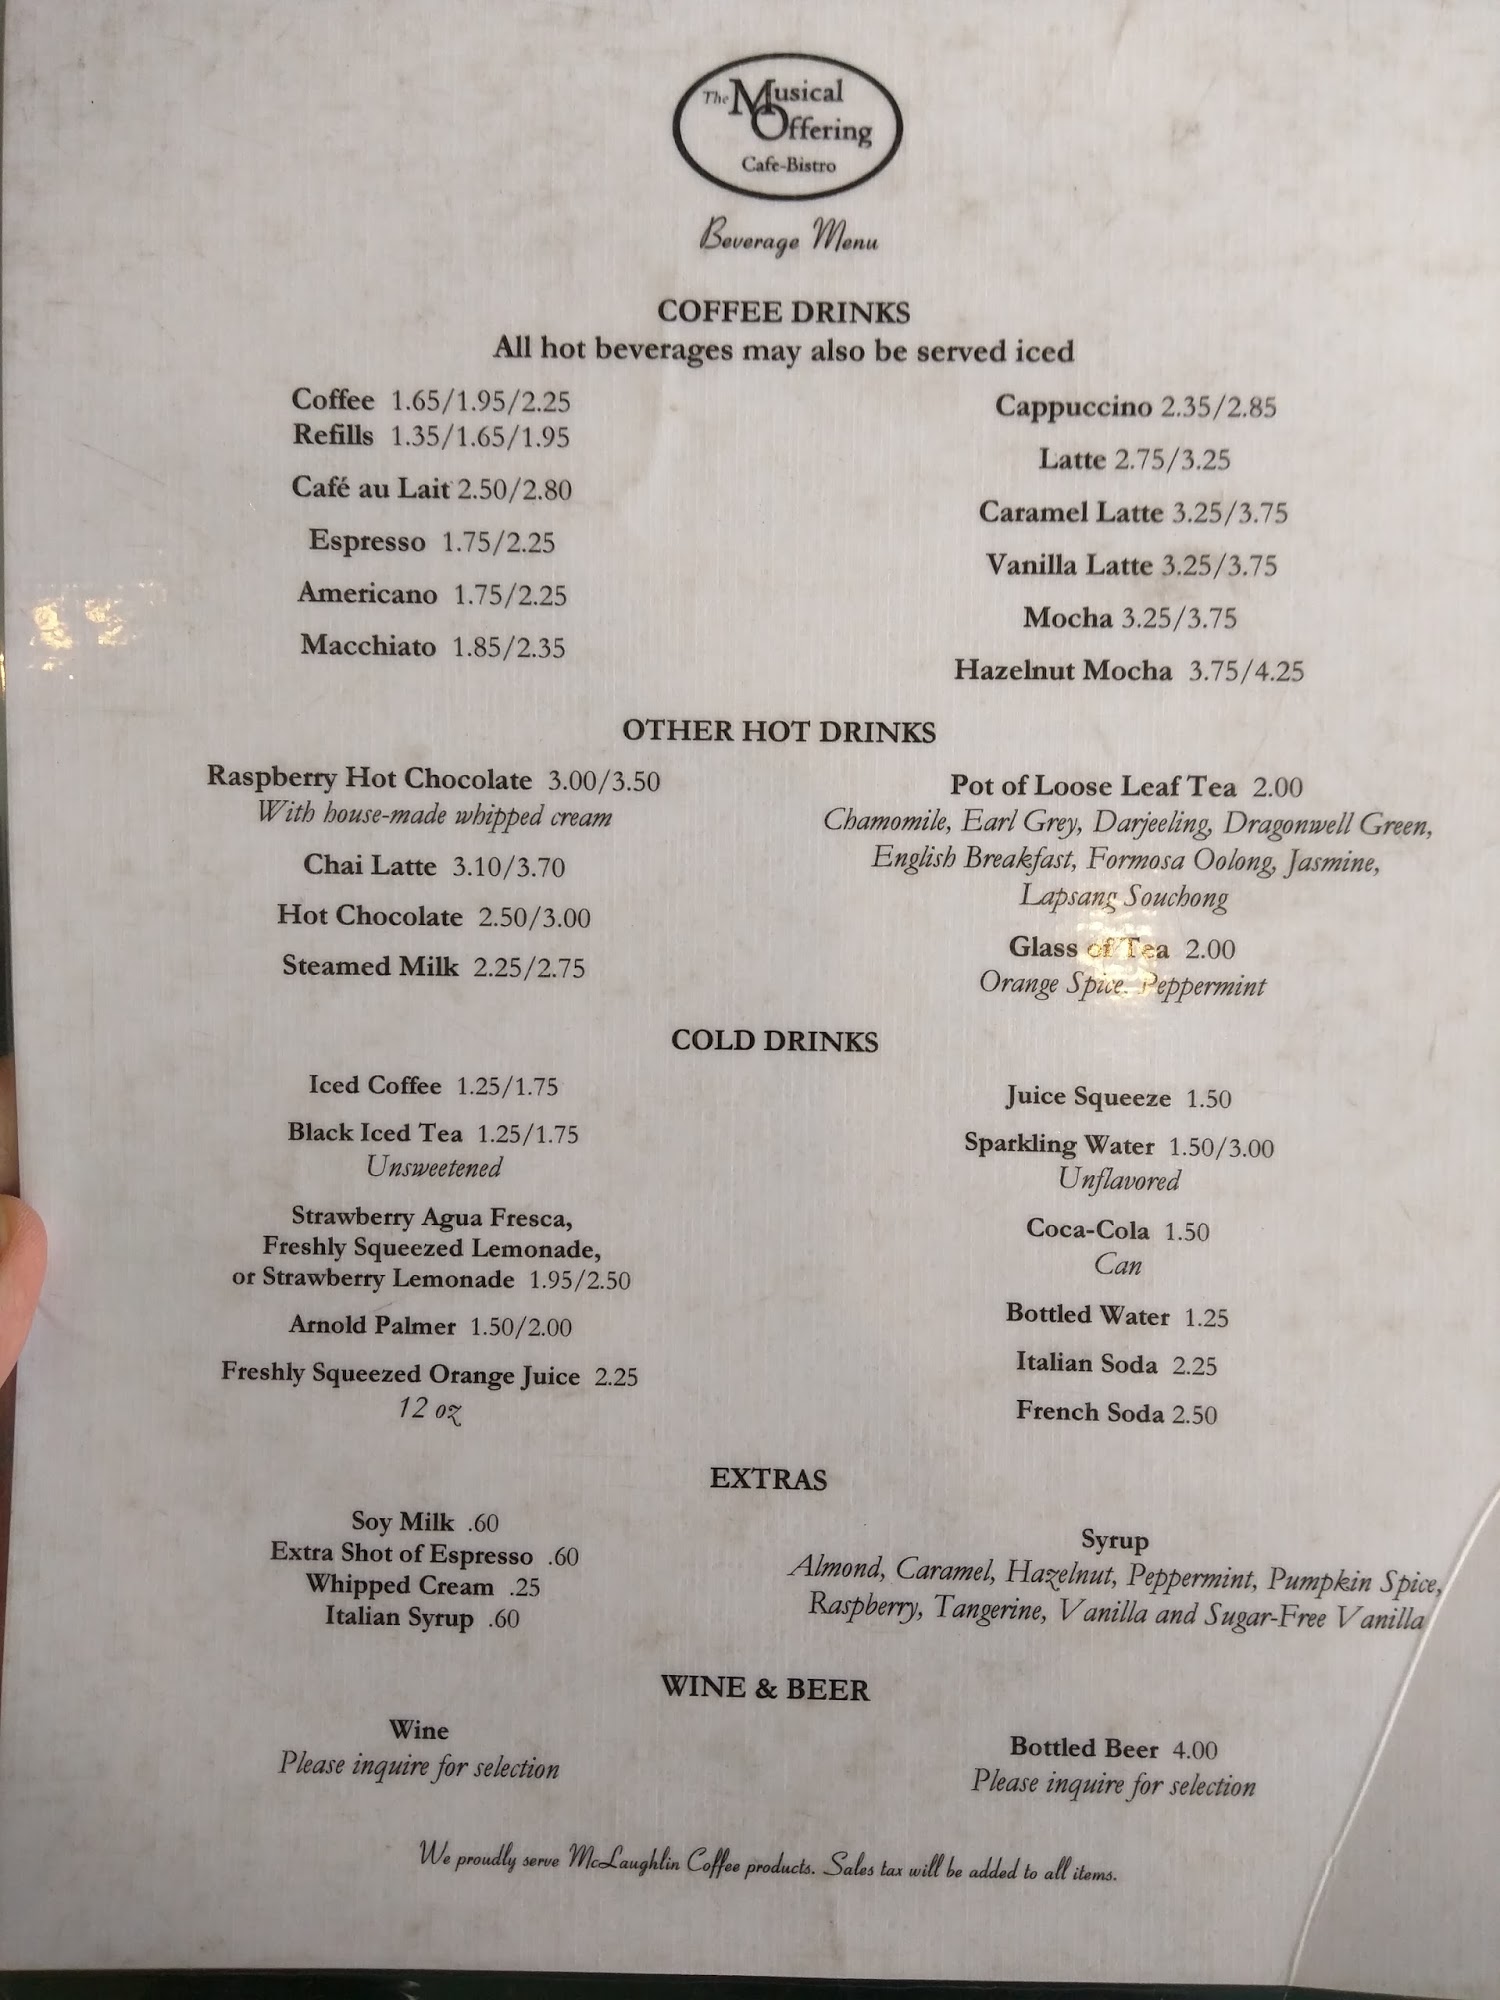 The Musical
Offering
Cafe-Bistro
Beverage Menu
COFFEE DRINKS
All hot beverages may also be served iced
Coffee 1.65/1.95/2.25
Refills 1.35/1.65/1.95
Café au Lait 2.50/2.80
Espresso 1.75/2.25
Americano 1.75/2.25
Macchiato 1.85/2.35
Cappuccino 2.35/2.85
Latte 2.75/3.25
Caramel Latte 3.25/3.75
Vanilla Latte 3.25/3.75
Mocha 3.25/3.75
Hazelnut Mocha 3.75/4.25
OTHER HOT DRINKS
Raspberry Hot Chocolate 3.00/3.50
With house-made whipped cream
Chai Latte 3.10/3.70
Hot Chocolate 2.50/3.00
Steamed Milk 2.25/2.75
Pot of Loose Leaf Tea 2.00
Chamomile, Earl Grey, Darjeeling, Dragonwell Green,
English Breakfast, Formosa Oolong, Jasmine,
Lapsang Souchong
Glass of Tea 2.00
Orange Spice, Peppermint
COLD DRINKS
Iced Coffee 1.25/1.75
Black Iced Tea 1.25/1.75
Unsweetened
Strawberry Agua Fresca,
Freshly Squeezed Lemonade,
or Strawberry Lemonade 1.95/2.50
Arnold Palmer 1.50/2.00
Freshly Squeezed Orange Juice 2.25
12 oz
Juice Squeeze 1.50
Sparkling Water 1.50/3.00
Unflavored
Coca-Cola 1.50
Can
Bottled Water 1.25
Italian Soda 2.25
French Soda 2.50
EXTRAS
Soy Milk .60
Extra Shot of Espresso .60
Whipped Cream .25
Italian Syrup .60
Syrup
Almond, Caramel, Hazelnut, Peppermint, Pumpkin Spice,
Raspberry, Tangerine, Vanilla and Sugar-Free Vanilla
WINE & BEER
Wine
Please inquire for selection
Bottled Beer 4.00
Please inquire for selection
We proudly serve McLaughlin Coffee products. Sales tax will be added to all items.